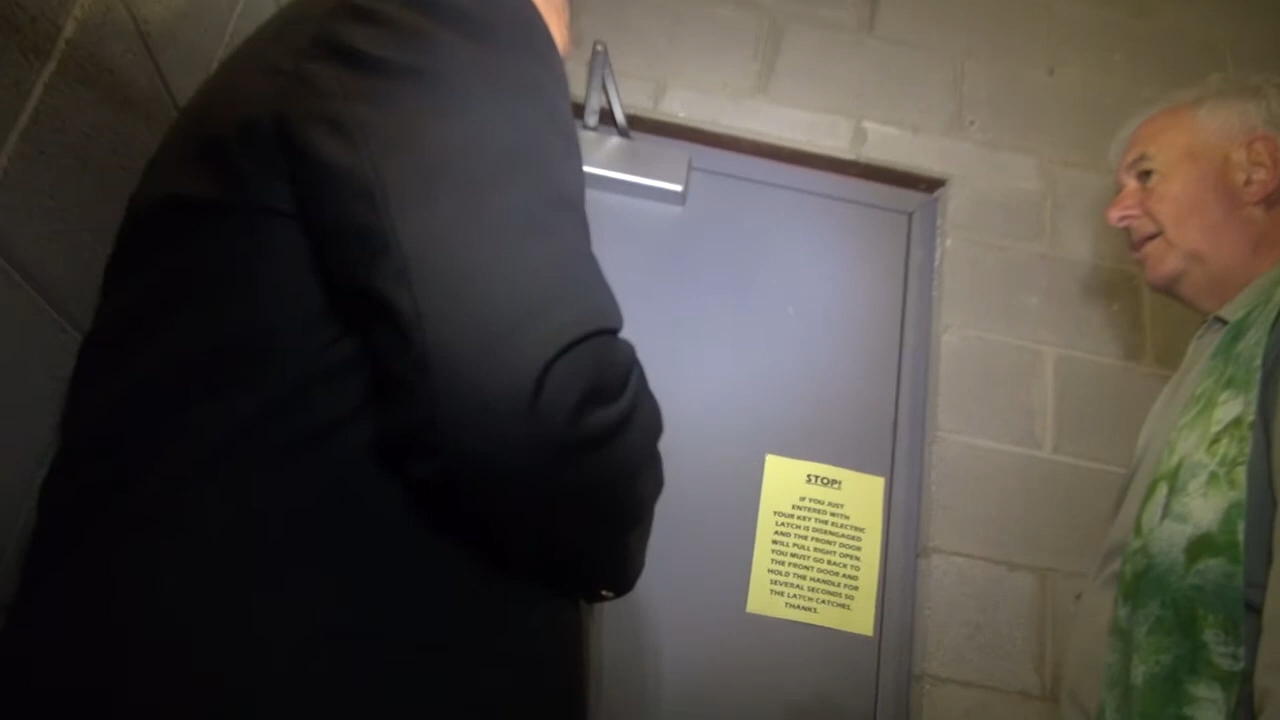 STOP!
IF YOU JUST
ENTERED WITH
YOUR KEY THE ELECTRIC
LATCH IS DISENGAGED
AND THE FRONT DOOR
WILL PULL RIGHT OPEN.
YOU MUST GO BACK TO
THE FRONT DOOR AND
HOLD THE HANDLE FOR
SEVERAL SECONDS SO
THE LATCH CATCHES.
THANKS.